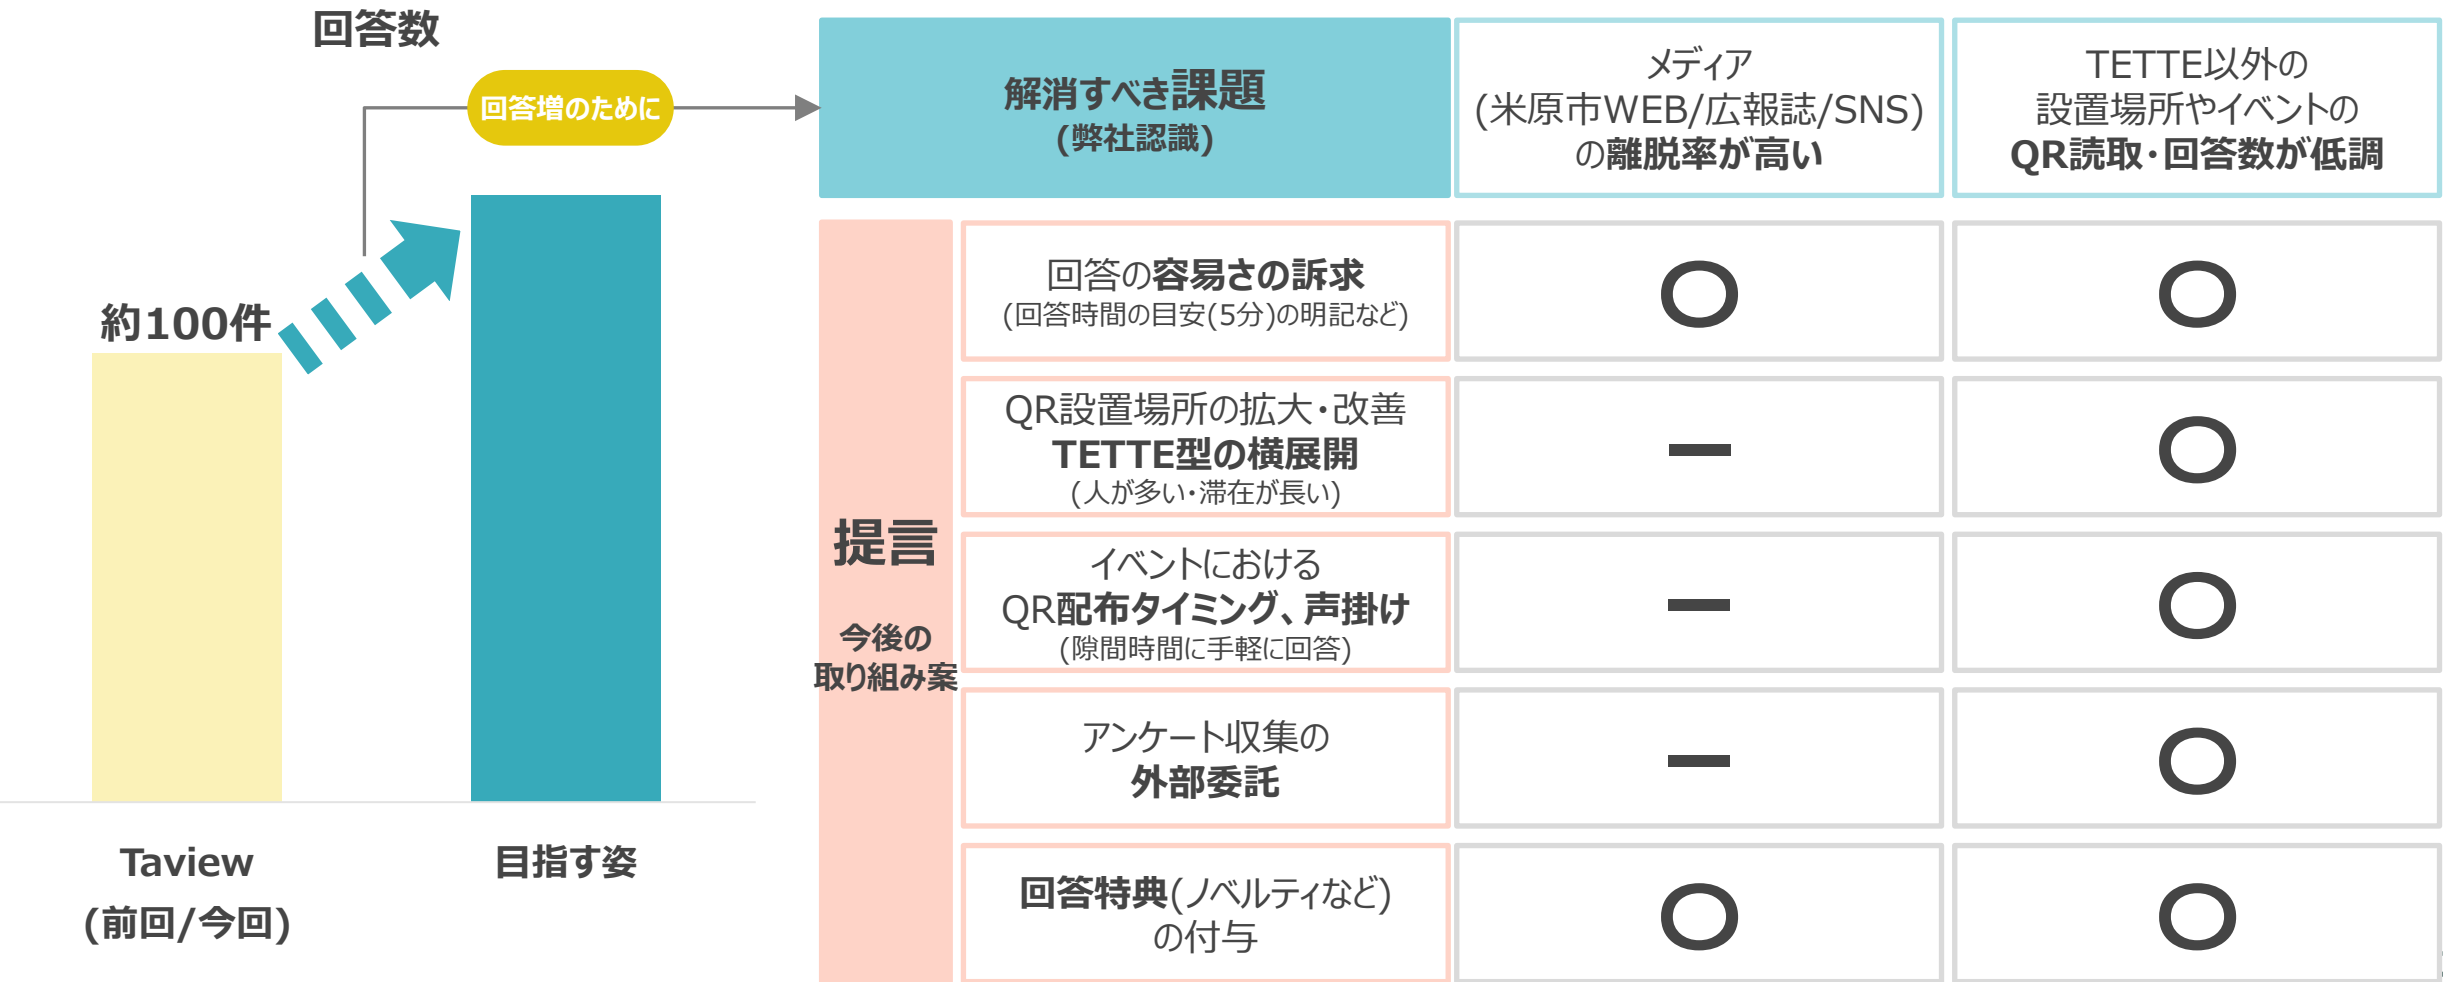 回答数
回答増のために
約100件
Taview
(前回/今回)
目指す姿
解消すべき課題
(弊社認識)
メディア
(米原市WEB/広報誌/SNS)
の離脱率が高い
TETTE以外の
設置場所やイベントの
QR読取・回答数が低調
提言
今後の
取り組み案
回答の容易さの訴求
(回答時間の目安(5分)の明記など)
〇
〇
QR設置場所の拡大・改善
TETTE型の横展開
(人が多い・滞在が長い)
ー
〇
イベントにおける
QR配布タイミング、声掛け
(隙間時間に手軽に回答)
ー
〇
アンケート収集の
外部委託
ー
〇
回答特典(ノベルティなど)
の付与
〇
〇